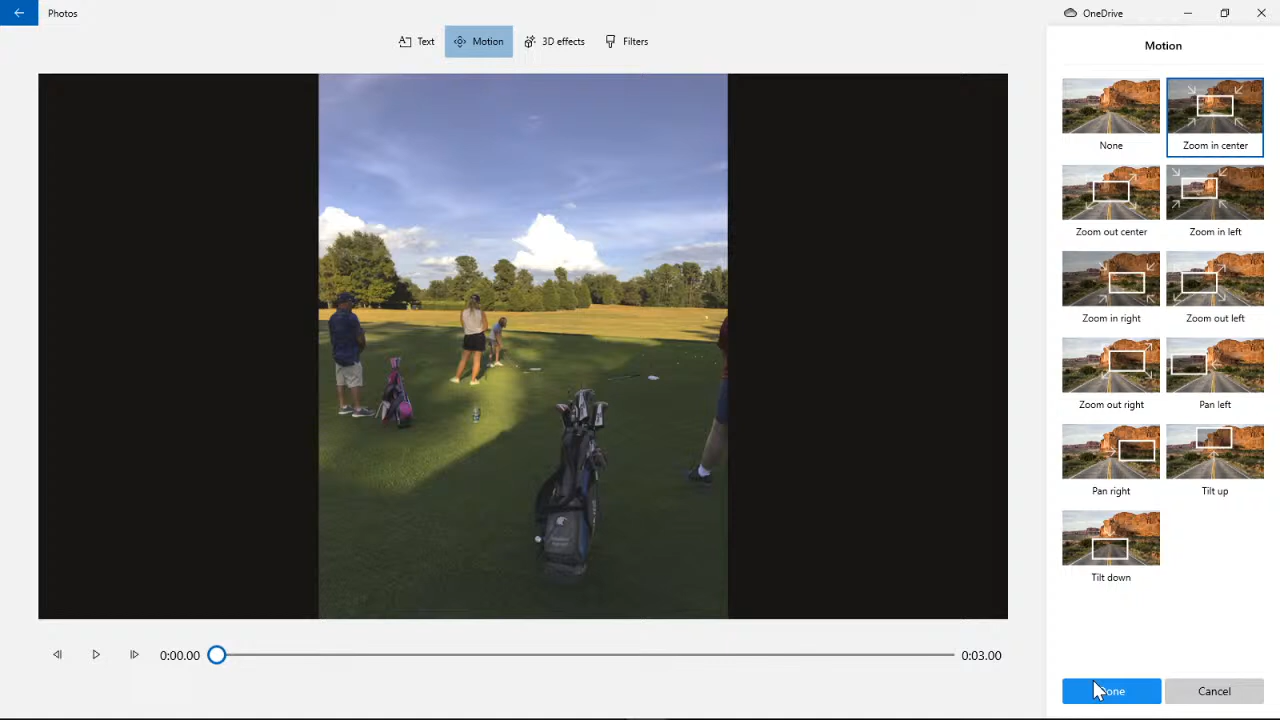 Photos
OneDrive
Text
Motion
3D effects
Filters
Motion
None
Zoom in center
Zoom out center
Zoom in left
Zoom in right
Zoom out left
Zoom out right
Pan left
Pan right
Tilt up
Tilt down
0:00.00
0:03.00
one
Cancel